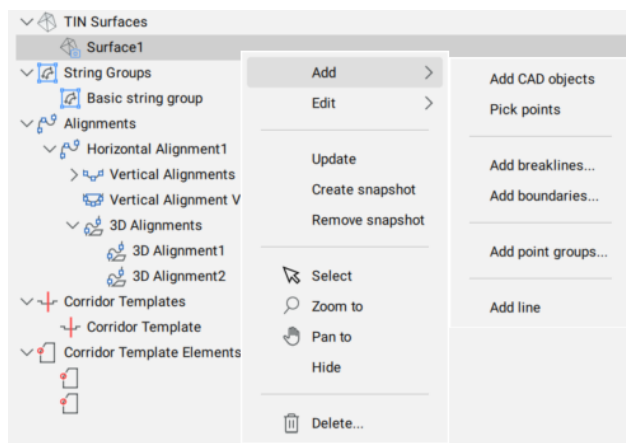 TIN Surfaces
Surface1
String Groups
Basic string group
Alignments
Horizontal Alignment1
Vertical Alignments
Vertical Alignment V
3D Alignments
3D Alignment1
3D Alignment2
Corridor Templates
Corridor Template
Corridor Template Elements
Add
Edit
Update
Create snapshot
Remove snapshot
Select
Zoom to
Pan to
Hide
Delete...
Add CAD objects
Pick points
Add breaklines...
Add boundaries...
Add point groups...
Add line